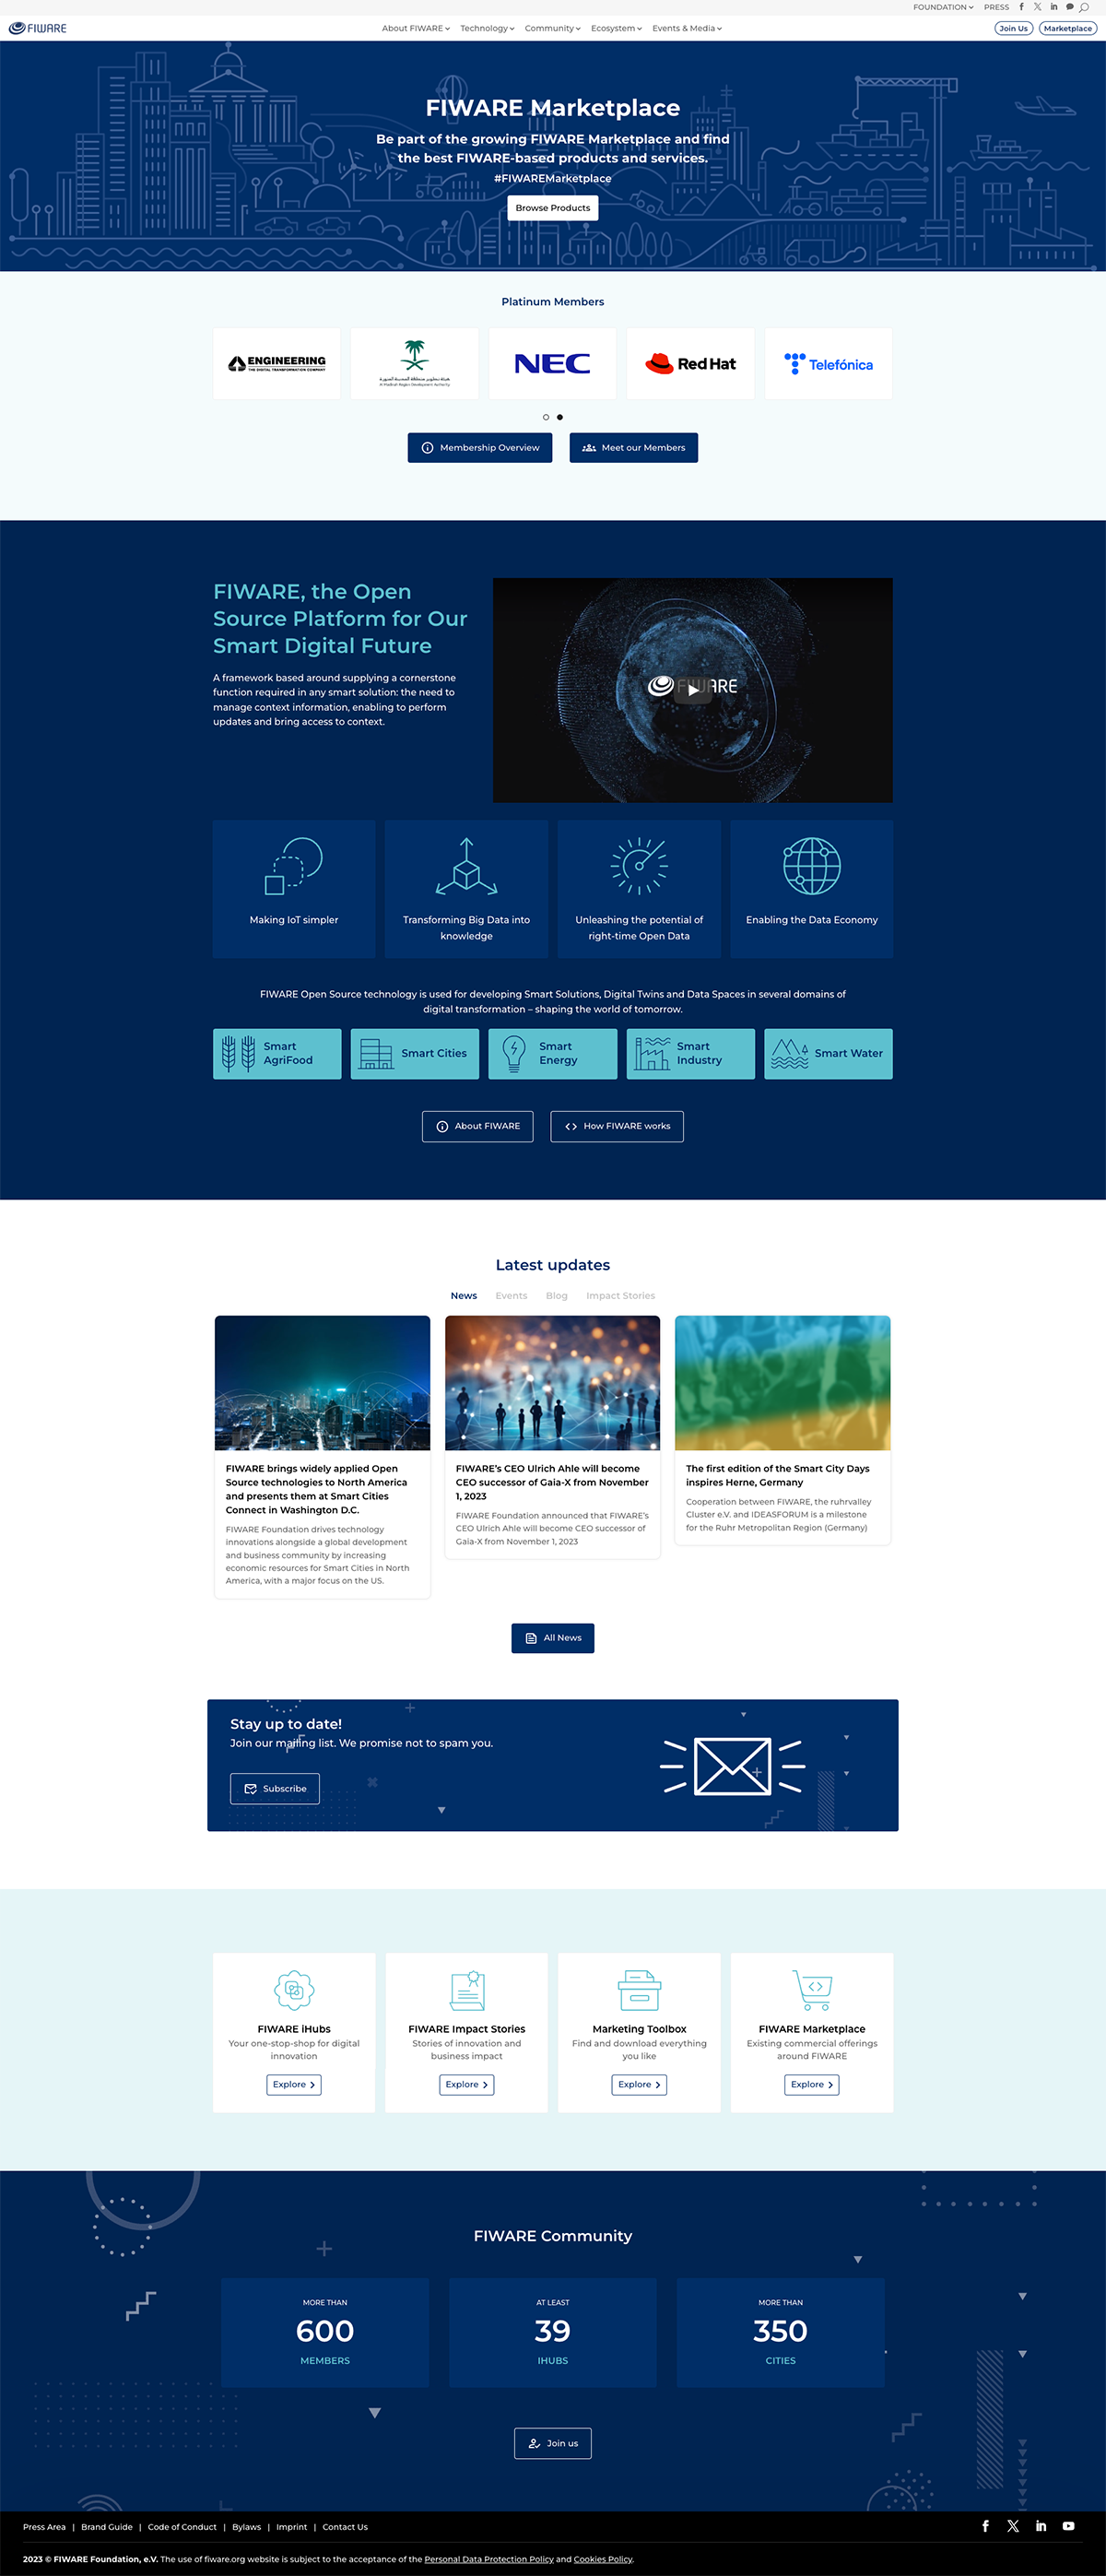 FOUNDATION
PRESS
FIWARE
About FIWARE
Technology
Community
Ecosystem
Events & Media
Join Us
Marketplace
FIWARE Marketplace
Be part of the growing FIWARE Marketplace and find
the best FIWARE-based products and services.
#FIWAREMarketplace
Browse Products
Platinum Members
ENGINEERING
THE DIGITAL TRANSFORMATION COMPANY
هيئة تطوير منطقة المدينة المنورة
Al Madinah Region Development Authority
NEC
Red Hat
Telefónica
Membership Overview
Meet our Members
FIWARE, the Open
Source Platform for Our
Smart Digital Future
A framework based around supplying a cornerstone
function required in any smart solution: the need to
manage context information, enabling to perform
updates and bring access to context.
FIWARE
Making IoT simpler
Transforming Big Data into
knowledge
Unleashing the potential of
right-time Open Data
Enabling the Data Economy
FIWARE Open Source technology is used for developing Smart Solutions, Digital Twins and Data Spaces in several domains of
digital transformation – shaping the world of tomorrow.
Smart
AgriFood
Smart Cities
Smart
Energy
Smart
Industry
Smart Water
About FIWARE
How FIWARE works
Latest updates
News
Events
Blog
Impact Stories
FIWARE brings widely applied Open
Source technologies to North America
and presents them at Smart Cities
Connect in Washington D.C.
FIWARE Foundation drives technology
innovations alongside a global development
and business community by increasing
economic resources for Smart Cities in North
America, with a major focus on the US.
FIWARE's CEO Ulrich Ahle will become
CEO successor of Gaia-X from November
1, 2023
FIWARE Foundation announced that FIWARE's
CEO Ulrich Ahle will become CEO successor of
Gaia-X from November 1, 2023
The first edition of the Smart City Days
inspires Herne, Germany
Cooperation between FIWARE, the ruhrvalley
Cluster e.V. and IDEASFORUM is a milestone
for the Ruhr Metropolitan Region (Germany)
All News
Stay up to date!
Join our mailing list. We promise not to spam you.
Subscribe
FIWARE iHubs
Your one-stop-shop for digital
innovation
Explore
FIWARE Impact Stories
Stories of innovation and
business impact
Explore
Marketing Toolbox
Find and download everything
you like
Explore
FIWARE Marketplace
Existing commercial offerings
around FIWARE
Explore
FIWARE Community
MORE THAN
600
MEMBERS
AT LEAST
39
IHUBS
MORE THAN
350
CITIES
Join us
Press Area | Brand Guide | Code of Conduct | Bylaws | Imprint | Contact Us
2023 © FIWARE Foundation, e.V. The use of fiware.org website is subject to the acceptance of the Personal Data Protection Policy and Cookies Policy.